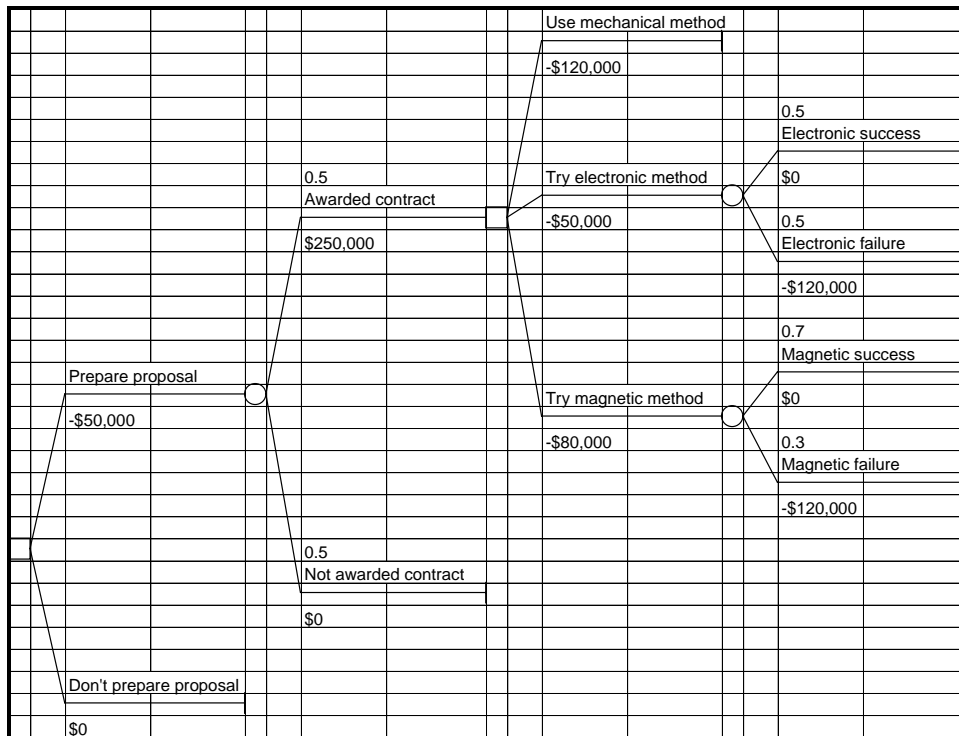 Use mechanical method
-$120,000
0.5
Electronic success
0.5
Try electronic method
$0
Awarded contract
-$50,000
0.5
$250,000
Electronic failure
-$120,000
0.7
Magnetic success
Prepare proposal
Try magnetic method
$0
-$50,000
-$80,000
0.3
Magnetic failure
-$120,000
0.5
Not awarded contract
$0
Don't prepare proposal
$0